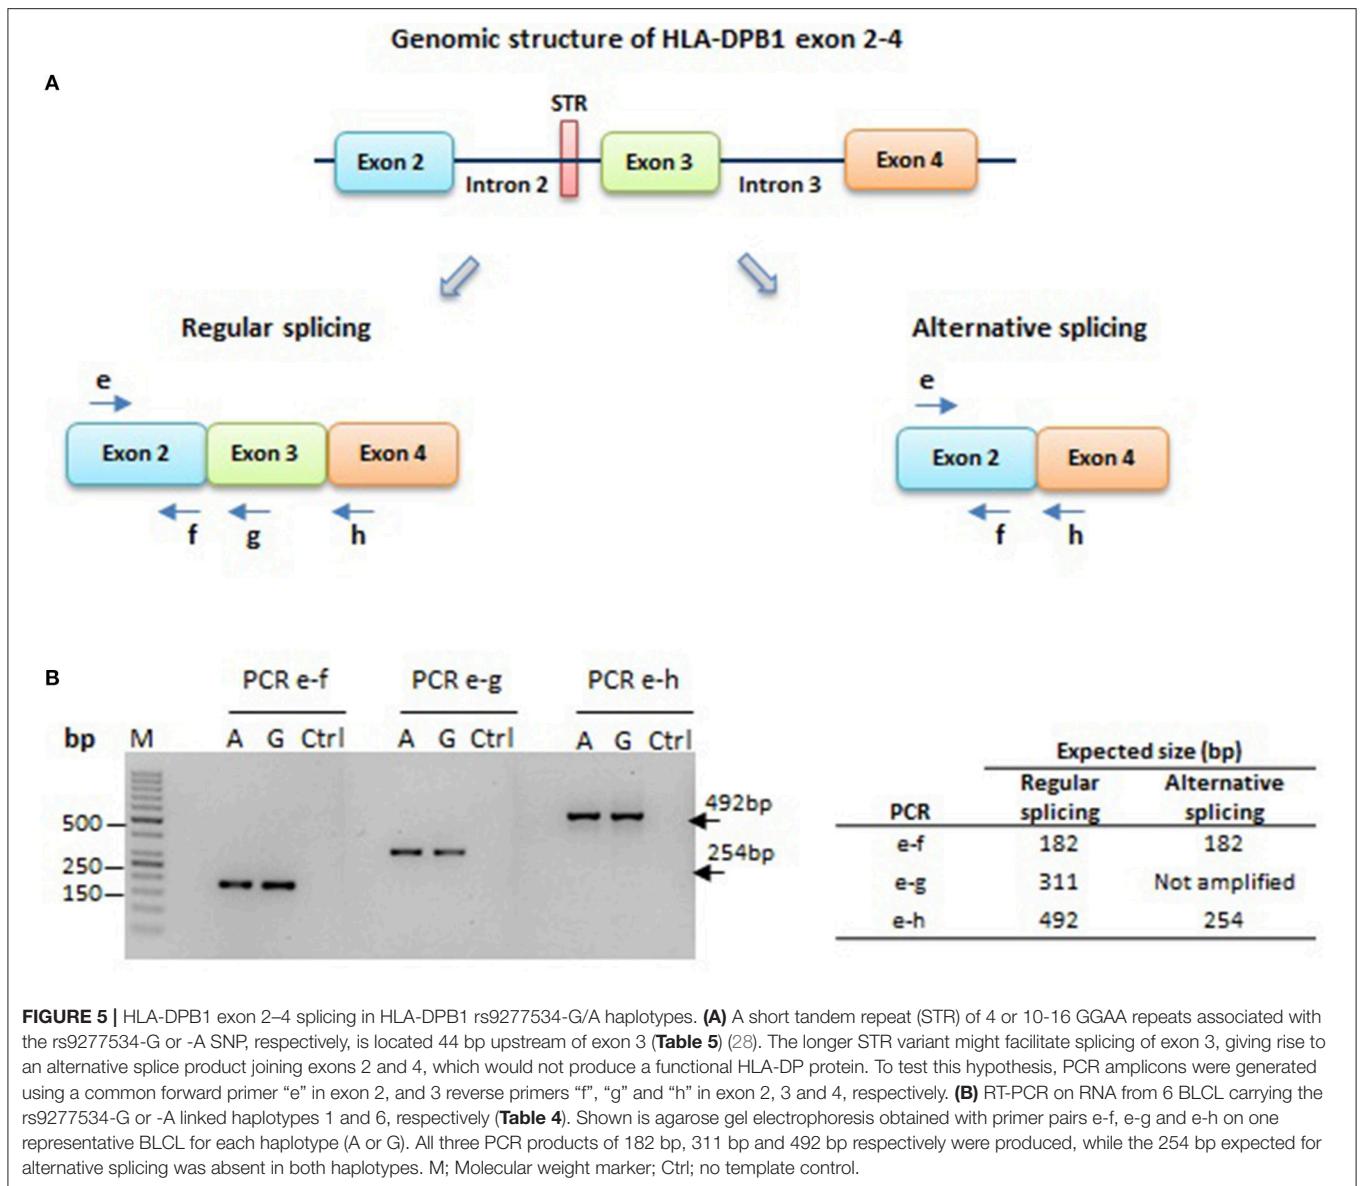 Genomic structure of HLA-DPB1 exon 2-4
A
STR
Exon 2
Exon 3
Exon 4
Intron 2
Intron 3
Regular splicing
Alternative splicing
e
e
Exon 2
Exon 3
Exon 4
Exon 2
Exon 4
f
g
h
f
h
B
PCR e-f
PCR e-g
PCR e-h
bp
M
A G Ctrl
A G Ctrl
A G Ctrl
500
250
150
492bp
254bp
Expected size (bp)
PCR
Regular splicing
Alternative splicing
e-f 182 182
e-g 311 Not amplified
e-h 492 254
FIGURE 5 | HLA-DPB1 exon 2–4 splicing in HLA-DPB1 rs9277534-G/A haplotypes. (A) A short tandem repeat (STR) of 4 or 10-16 GGAA repeats associated with
the rs9277534-G or -A SNP, respectively, is located 44 bp upstream of exon 3 (Table 5) (28). The longer STR variant might facilitate splicing of exon 3, giving rise to
an alternative splice product joining exons 2 and 4, which would not produce a functional HLA-DP protein. To test this hypothesis, PCR amplicons were generated
using a common forward primer “e” in exon 2, and 3 reverse primers “f”, “g” and “h” in exon 2, 3 and 4, respectively. (B) RT-PCR on RNA from 6 BLCL carrying the
rs9277534-G or -A linked haplotypes 1 and 6, respectively (Table 4). Shown is agarose gel electrophoresis obtained with primer pairs e-f, e-g and e-h on one
representative BLCL for each haplotype (A or G). All three PCR products of 182 bp, 311 bp and 492 bp respectively were produced, while the 254 bp expected for
alternative splicing was absent in both haplotypes. M; Molecular weight marker; Ctrl; no template control.